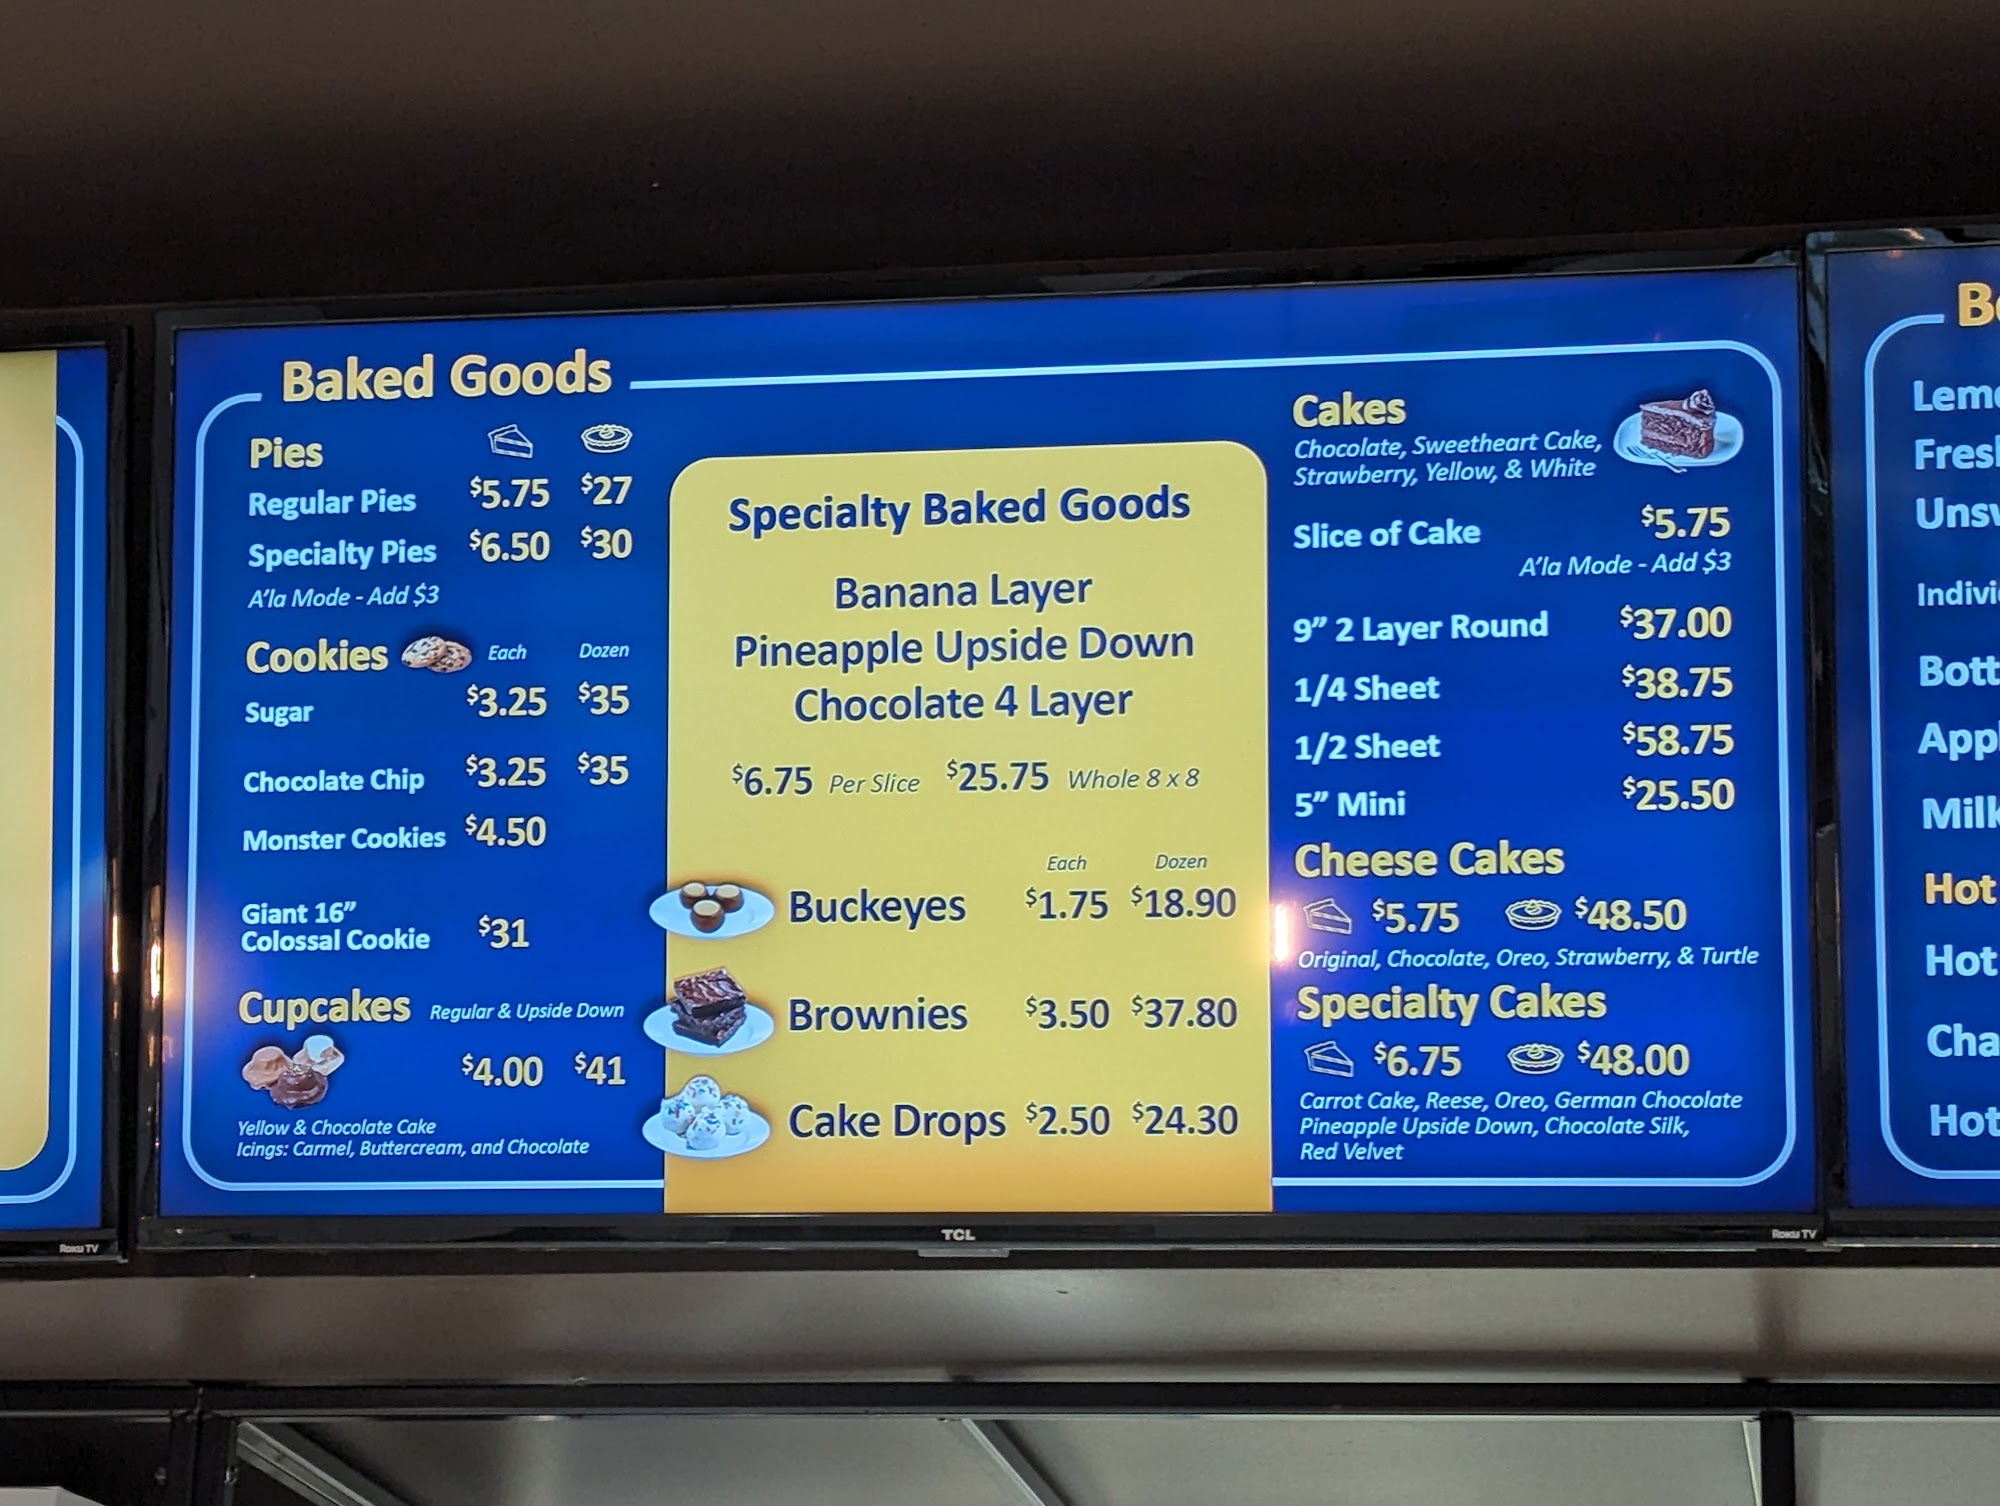 Baked Goods
Pies
Regular Pies $5.75 $27
Specialty Pies $6.50 $30
A'la Mode - Add $3
Cookies Each Dozen
Sugar $3.25 $35
Chocolate Chip $3.25 $35
Monster Cookies $4.50
Giant 16"
Colossal Cookie $31
Cupcakes Regular & Upside Down
$4.00 $41
Yellow & Chocolate Cake
Icings: Carmel, Buttercream, and Chocolate
Specialty Baked Goods
Banana Layer
Pineapple Upside Down
Chocolate 4 Layer
$6.75 Per Slice $25.75 Whole 8 x 8
Each Dozen
Buckeyes $1.75 $18.90
Brownies $3.50 $37.80
Cake Drops $2.50 $24.30
Cakes
Chocolate, Sweetheart Cake,
Strawberry, Yellow, & White
Slice of Cake $5.75
A'la Mode - Add $3
9" 2 Layer Round $37.00
1/4 Sheet $38.75
1/2 Sheet $58.75
5" Mini $25.50
Cheese Cakes
$5.75 $48.50
Original, Chocolate, Oreo, Strawberry, & Turtle
Specialty Cakes
$6.75 $48.00
Carrot Cake, Reese, Oreo, German Chocolate
Pineapple Upside Down, Chocolate Silk,
Red Velvet
Hot
Hot
Hot
Roku TV
TCL
Roku TV